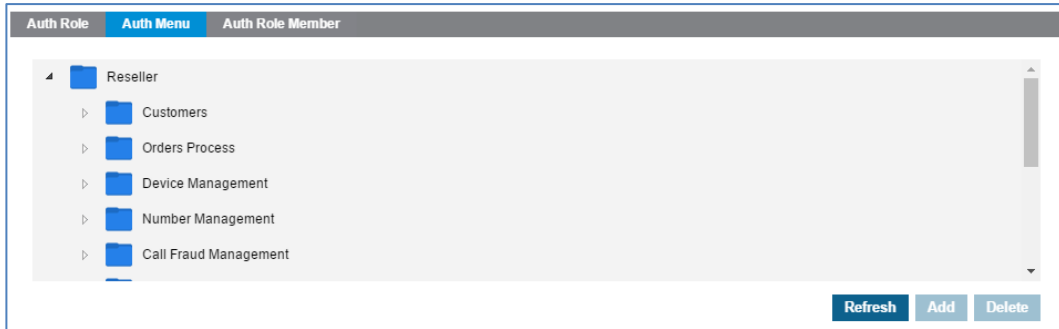 Auth Role Auth Menu Auth Role Member
Reseller
Customers
Orders Process
Device Management
Number Management
Call Fraud Management
Refresh Add Delete